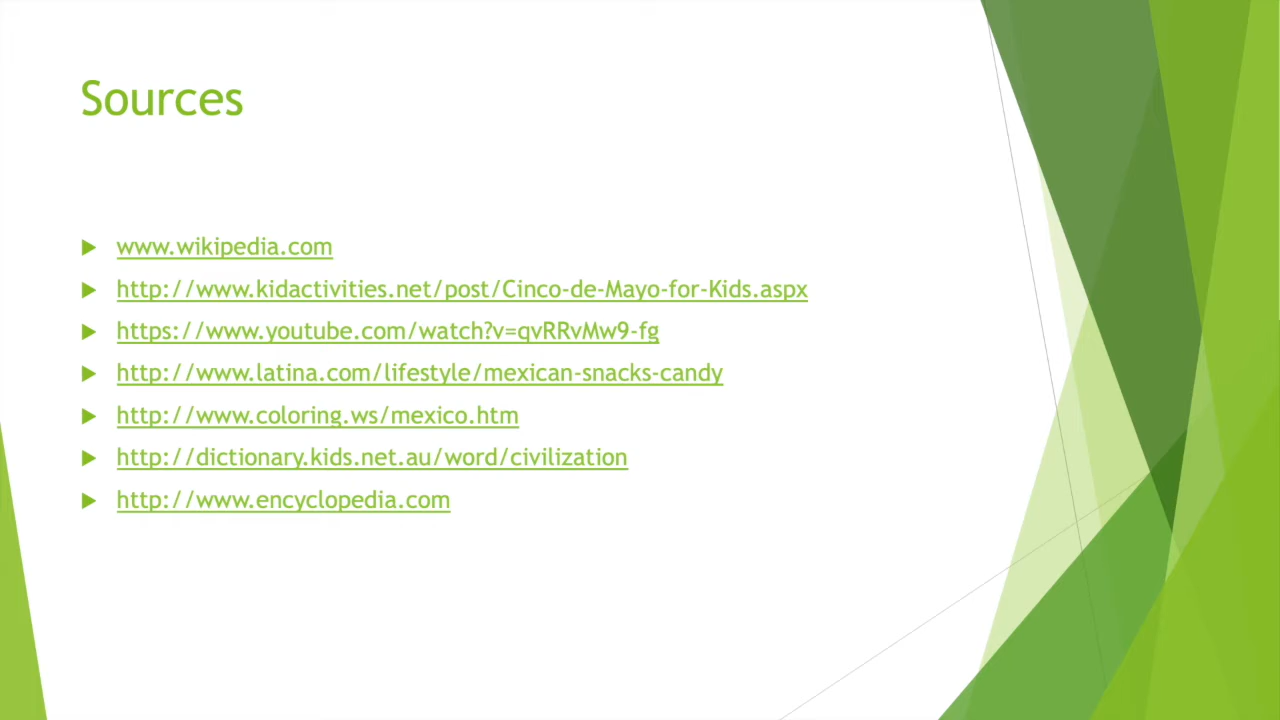 Sources
www.wikipedia.com
http://www.kidactivities.net/post/Cinco-de-Mayo-for-Kids.aspx
https://www.youtube.com/watch?v=qvRRvMw9-fg
http://www.latina.com/lifestyle/mexican-snacks-candy
http://www.coloring.ws/mexico.htm
http://dictionary.kids.net.au/word/civilization
http://www.encyclopedia.com